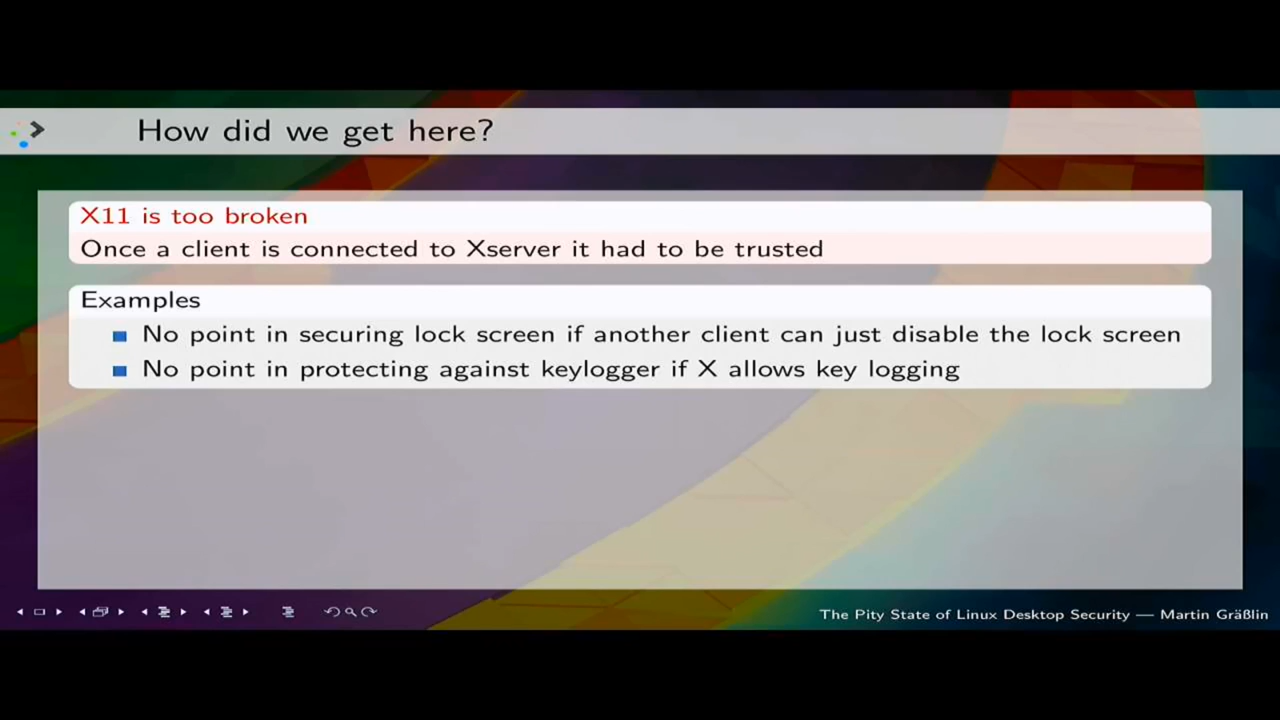 How did we get here?
X11 is too broken
Once a client is connected to Xserver it had to be trusted
Examples
No point in securing lock screen if another client can just disable the lock screen
No point in protecting against keylogger if X allows key logging
The Pity State of Linux Desktop Security — Martin Gräßlin